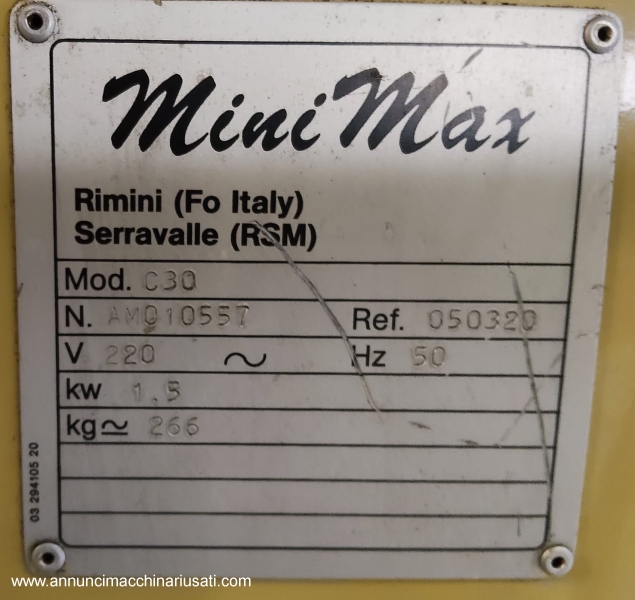 MiniMax
Rimini (Fo Italy)
Serravalle (RSM)
Mod. C30
N. AM010557 Ref. 050320
V 220 ~ Hz 50
kw 1.5
kg≃ 266
03 294105 20
www.annuncimacchinariusati.com